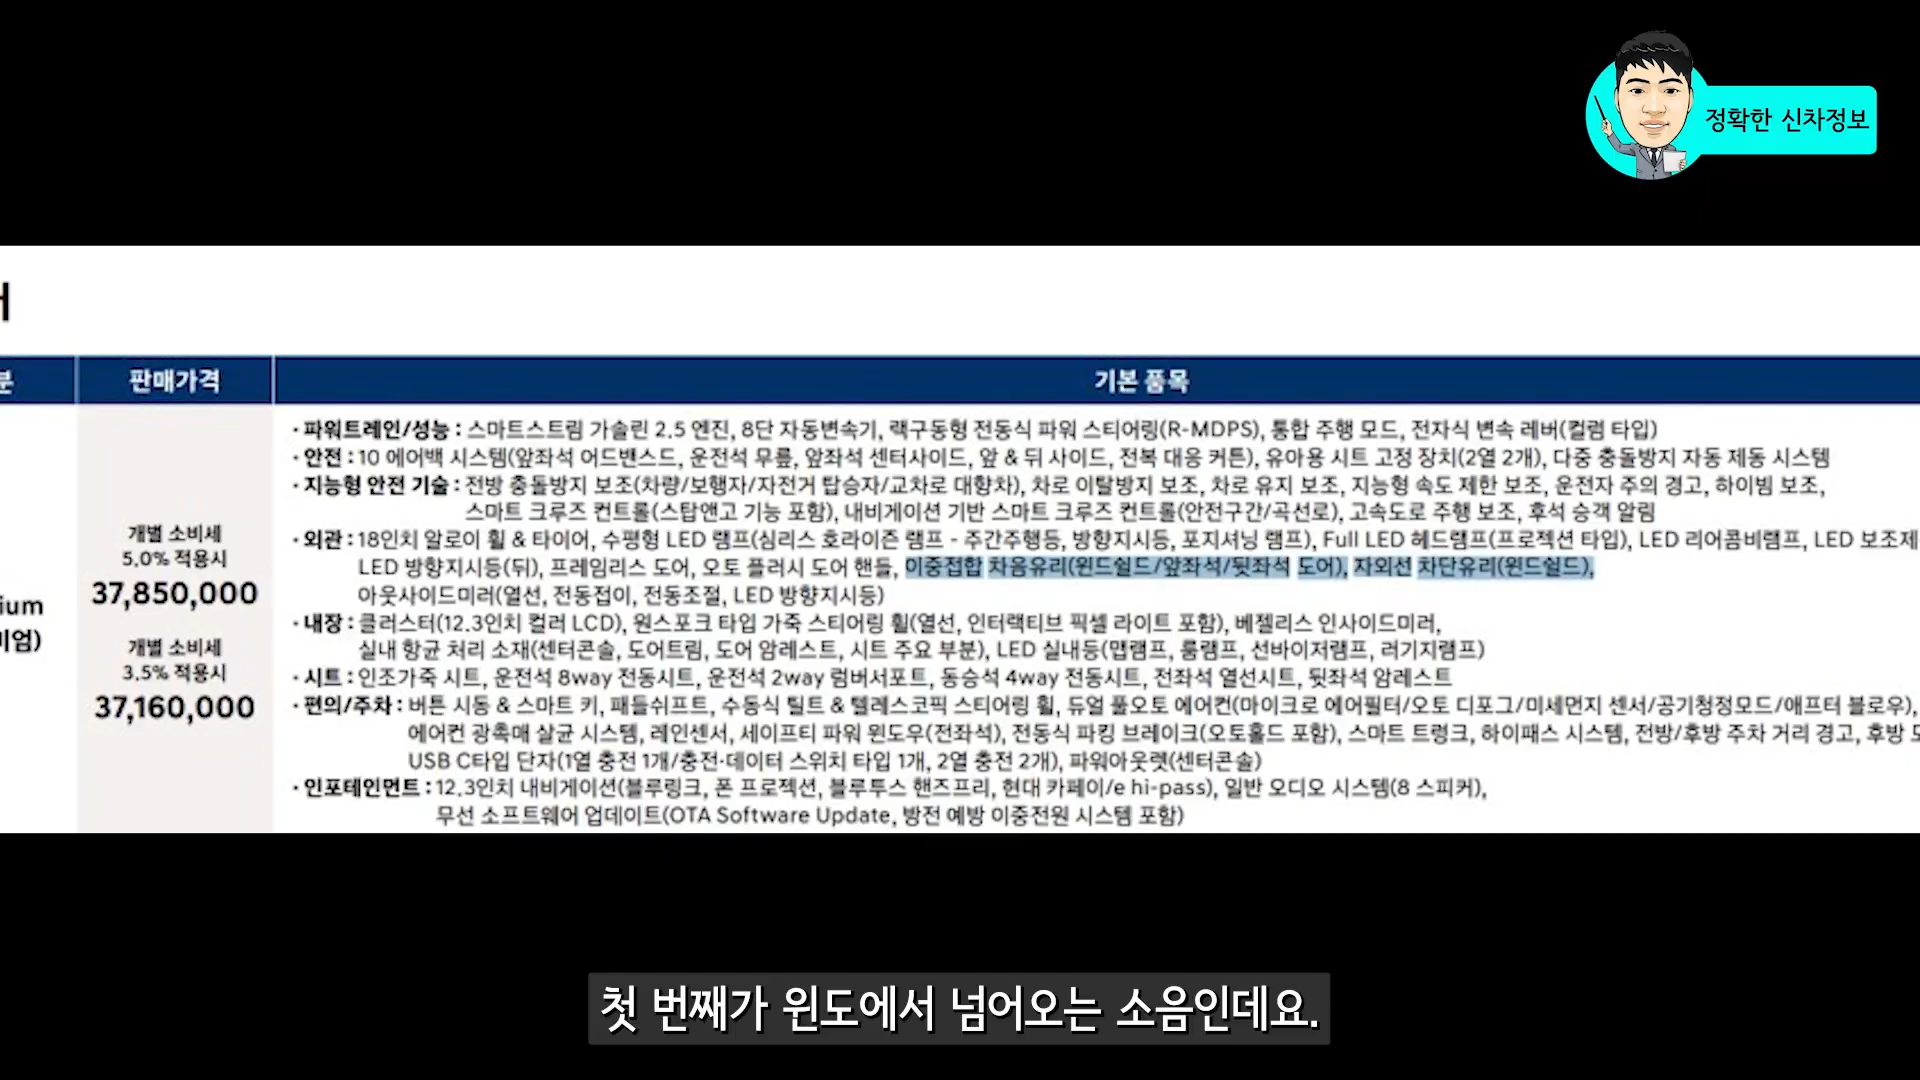 정확한 신차정보
분
판매가격
기본 품목
개별 소비세
5.0% 적용시
37,850,000
개별 소비세
3.5% 적용시
37,160,000
ium
미엄)
· 파워트레인/성능 : 스마트스트림 가솔린 2.5 엔진, 8단 자동변속기, 랙구동형 전동식 파워 스티어링(R-MDPS), 통합 주행 모드, 전자식 변속 레버(컬럼 타입)
· 안전 : 10 에어백 시스템(앞좌석 어드밴스드, 운전석 무릎, 앞좌석 센터사이드, 앞 & 뒤 사이드, 전복 대응 커튼), 유아용 시트 고정 장치(2열 2개), 다중 충돌방지 자동 제동 시스템
· 지능형 안전 기술 : 전방 충돌방지 보조(차량/보행자/자전거 탑승자/교차로 대향차), 차로 이탈방지 보조, 차로 유지 보조, 지능형 속도 제한 보조, 운전자 주의 경고, 하이빔 보조,
스마트 크루즈 컨트롤(스탑앤고 기능 포함), 내비게이션 기반 스마트 크루즈 컨트롤(안전구간/곡선로), 고속도로 주행 보조, 후석 승객 알림
· 외관 : 18인치 알로이 휠 & 타이어, 수평형 LED 램프(심리스 호라이즌 램프 - 주간주행등, 방향지시등, 포지셔닝 램프), Full LED 헤드램프(프로젝션 타입), LED 리어콤비램프, LED 보조제
LED 방향지시등(뒤), 프레임리스 도어, 오토 플러시 도어 핸들, 이중접합 차음유리(윈드쉴드/앞좌석/뒷좌석 도어), 자외선 차단유리(윈드쉴드),
아웃사이드미러(열선, 전동접이, 전동조절, LED 방향지시등)
· 내장 : 클러스터(12.3인치 컬러 LCD), 원스포크 타입 가죽 스티어링 휠(열선, 인터랙티브 픽셀 라이트 포함), 베젤리스 인사이드미러,
실내 항균 처리 소재(센터콘솔, 도어트림, 도어 암레스트, 시트 주요 부분), LED 실내등(맵램프, 룸램프, 선바이저램프, 러기지램프)
· 시트 : 인조가죽 시트, 운전석 8way 전동시트, 운전석 2way 럼버서포트, 동승석 4way 전동시트, 전좌석 열선시트, 뒷좌석 암레스트
· 편의/주차 : 버튼 시동 & 스마트 키, 패들쉬프트, 수동식 틸트 & 텔레스코픽 스티어링 휠, 듀얼 풀오토 에어컨(마이크로 에어필터/오토 디포그/미세먼지 센서/공기청정모드/애프터 블로우),
에어컨 광촉매 살균 시스템, 레인센서, 세이프티 파워 윈도우(전좌석), 전동식 파킹 브레이크(오토홀드 포함), 스마트 트렁크, 하이패스 시스템, 전방/후방 주차 거리 경고, 후방 모
USB C타입 단자(1열 충전 1개/충전·데이터 스위치 타입 1개, 2열 충전 2개), 파워아웃렛(센터콘솔)
· 인포테인먼트 : 12.3인치 내비게이션(블루링크, 폰 프로젝션, 블루투스 핸즈프리, 현대 카페이/e hi-pass), 일반 오디오 시스템(8 스피커),
무선 소프트웨어 업데이트(OTA Software Update, 방전 예방 이중전원 시스템 포함)
첫 번째가 윈도에서 넘어오는 소음인데요.